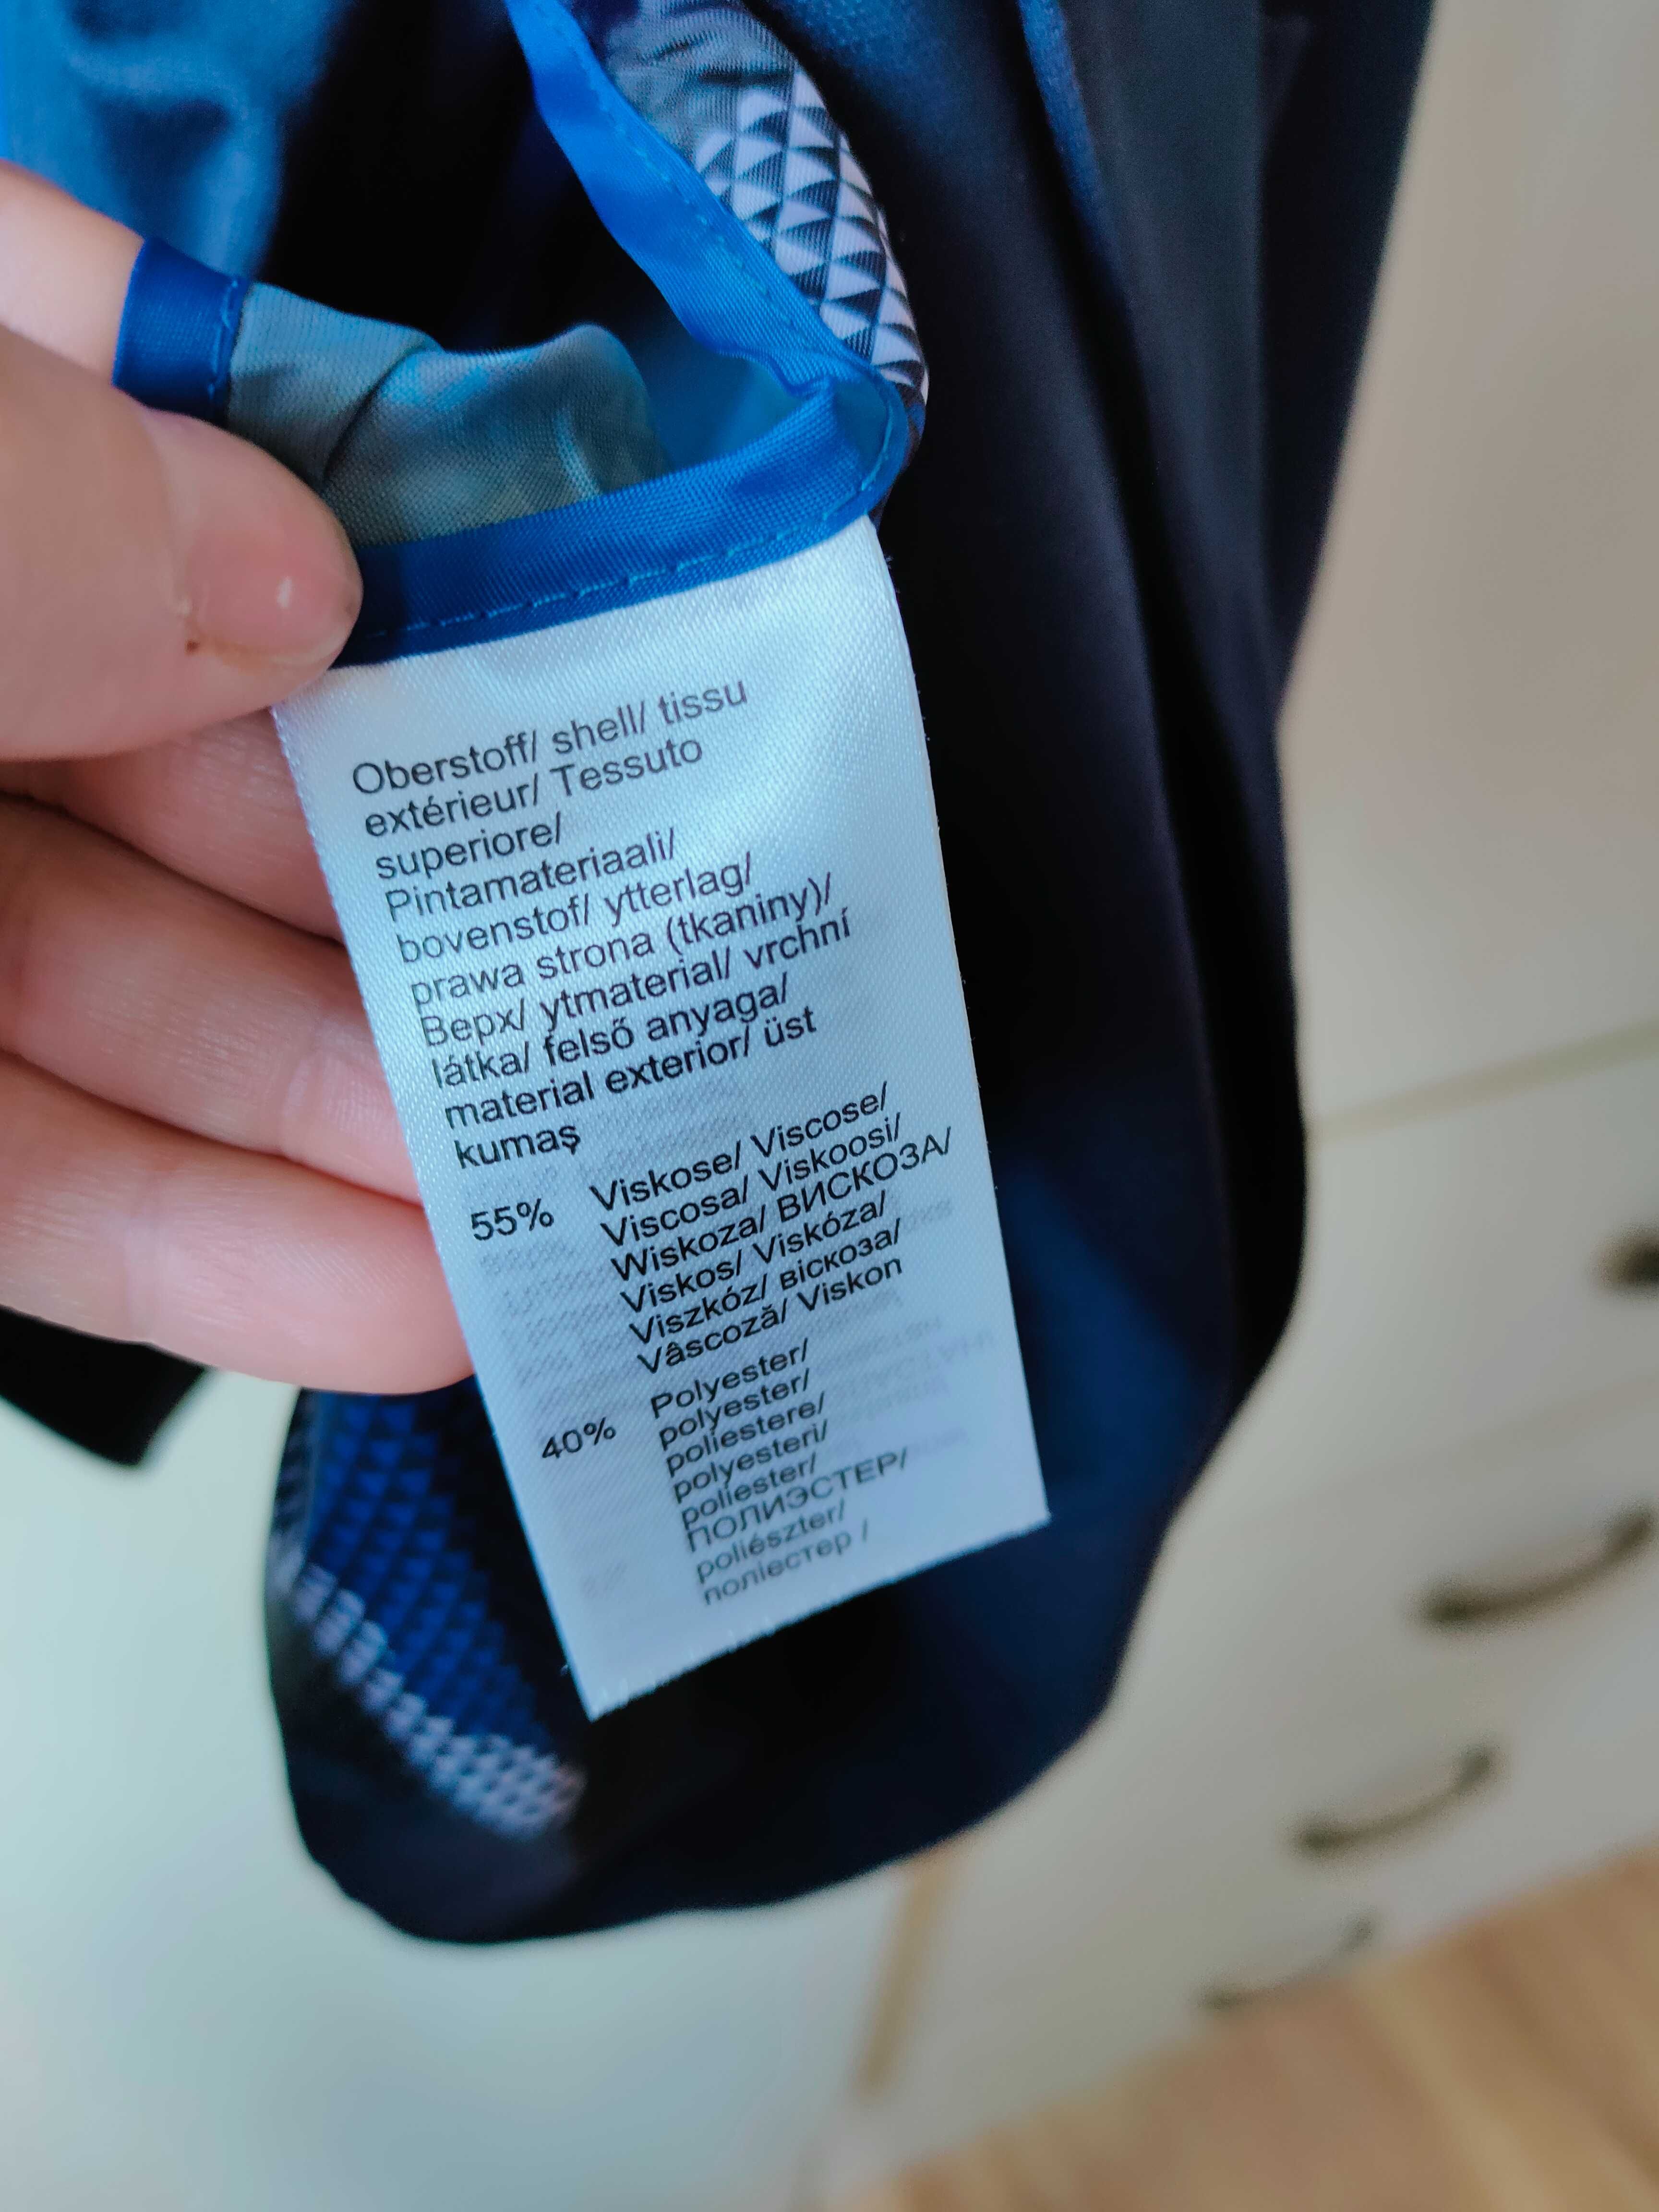 Oberstoff/ shell/ tissu
extérieur/ Tessuto
superiore/
Pintamateriaali/
bovenstof/ ytterlag/
prawa strona (tkaniny)/
Верх/ ytmaterial/ vrchní
látka/ felső anyaga/
material exterior/ üst
kumaş
55% Viskose/ Viscose/
Viscosa/ Viskoosi/
Wiskoza/ ВИСКОЗА/
Viskos/ Viskóza/
Viszkóz/ віскоза/
Vâscoză/ Viskon
40% Polyester/
polyester/
poliestere/
polyesteri/
poliester/
ПОЛИЭСТЕР/
poliészter/
поліестер /